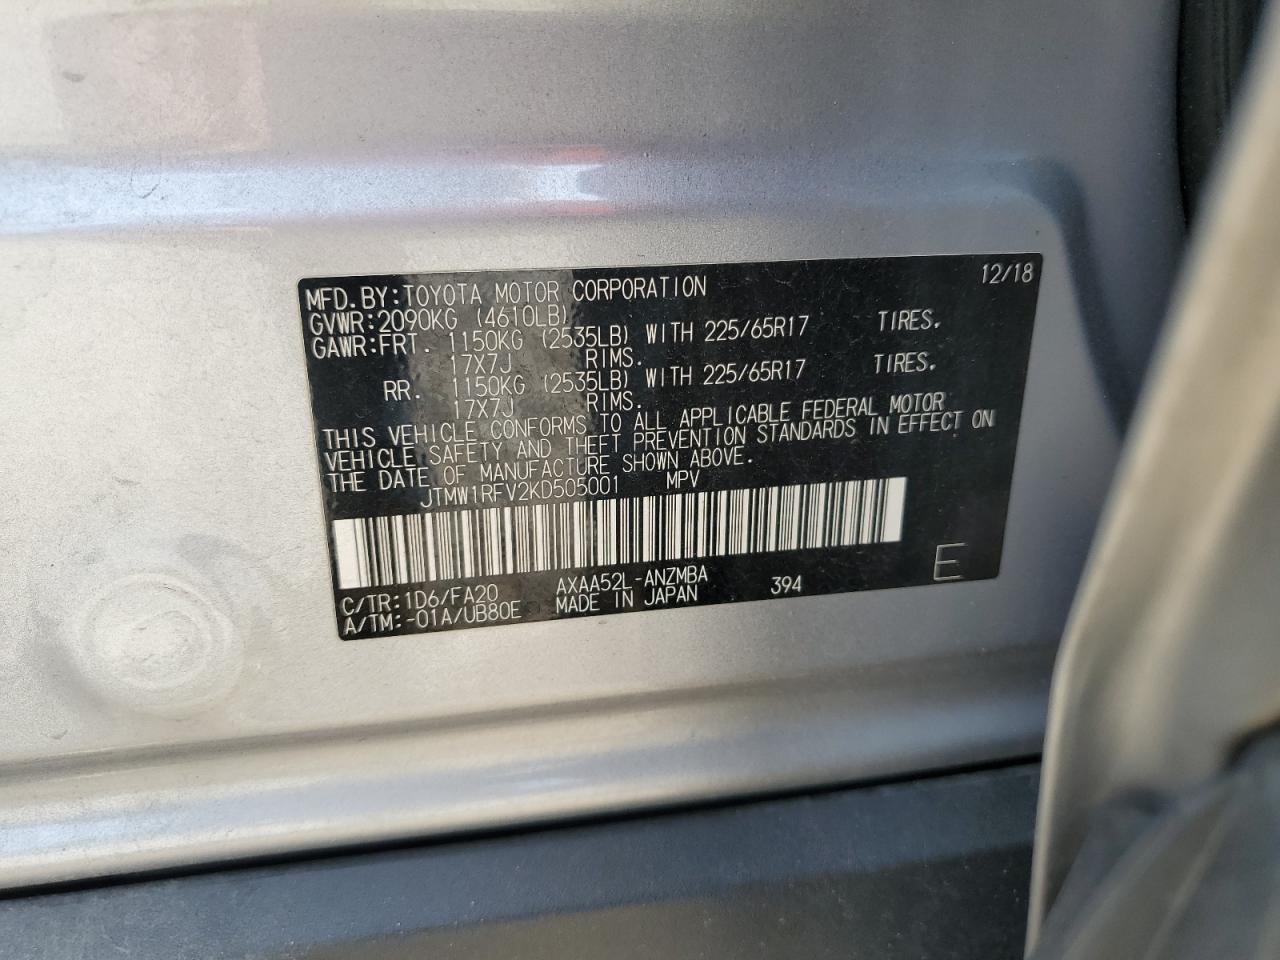 12/18
MFD.BY:TOYOTA MOTOR CORPORATION
GVWR:2090KG (4610LB)
GAWR:FRT. 1150KG (2535LB) WITH 225/65R17 TIRES.
17X7J RIMS.
RR. 1150KG (2535LB) WITH 225/65R17 TIRES.
17X7J RIMS.
THIS VEHICLE CONFORMS TO ALL APPLICABLE FEDERAL MOTOR
VEHICLE SAFETY AND THEFT PREVENTION STANDARDS IN EFFECT ON
THE DATE OF MANUFACTURE SHOWN ABOVE.
JTMW1RFV2KD505001 MPV
C/TR:1D6/FA20 AXAA52L-ANZMBA 394 E
A/TM:-01A/UB80E MADE IN JAPAN